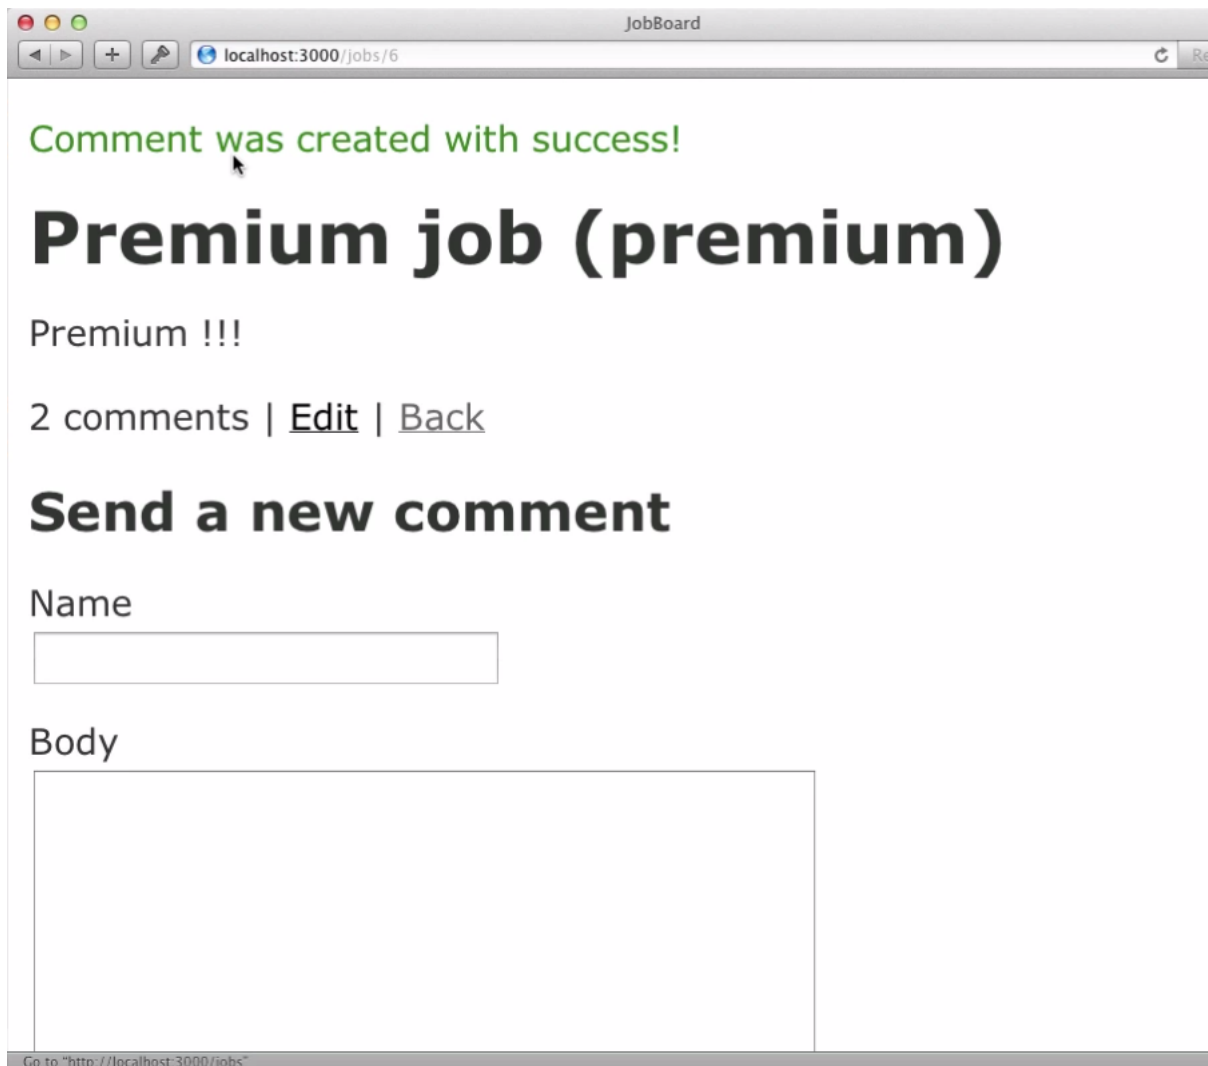 JobBoard
localhost:3000/jobs/6
Comment was created with success!
Premium job (premium)
Premium !!!
2 comments | Edit | Back
Send a new comment
Name
Body
Go to "http://localhost:3000/jobs"